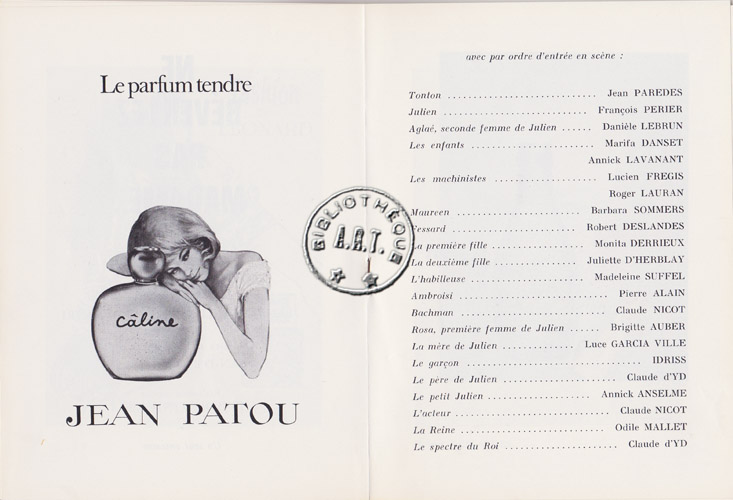 Le parfum tendre
câline
JEAN PATOU
BIBLIOTHÈQUE
A.R.T.
avec par ordre d'entrée en scène :
Tonton ............................ Jean PAREDES
Julien ............................ François PERIER
Aglaé, seconde femme de Julien ...... Danièle LEBRUN
Les enfants ....................... Marifa DANSET
Annick LAVANANT
Les machinistes ................... Lucien FREGIS
Roger LAURAN
Maureen ......................... Barbara SOMMERS
Fessard ........................ Robert DESLANDES
La première fille .................... Monita DERRIEUX
La deuxième fille .................. Juliette D'HERBLAY
L'habilleuse ..................... Madeleine SUFFEL
Ambroisi ............................ Pierre ALAIN
Bachman ............................ Claude NICOT
Rosa, première femme de Julien ...... Brigitte AUBER
La mère de Julien ............... Luce GARCIA VILLE
Le garçon ................................ IDRISS
Le père de Julien ..................... Claude d'YD
Le petit Julien ..................... Annick ANSELME
L'acteur ............................. Claude NICOT
La Reine ........................... Odile MALLET
Le spectre du Roi ..................... Claude d'YD